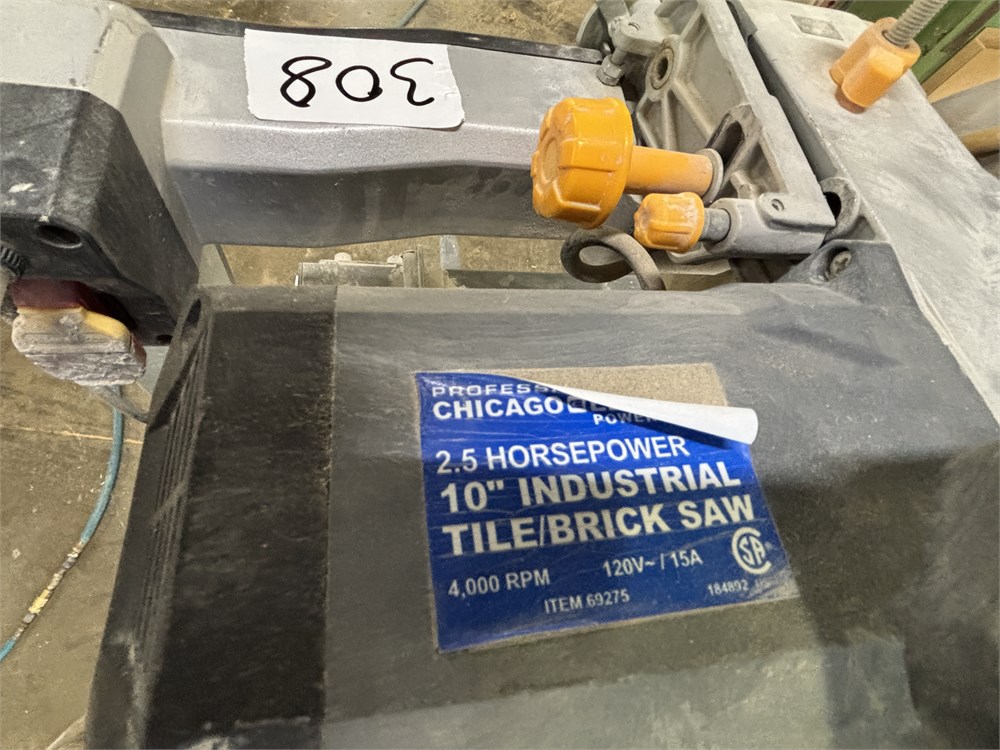 308
PROFESS
CHICAGO
POWER
2.5 HORSEPOWER
10" INDUSTRIAL
TILE/BRICK SAW
4,000 RPM 120V~ / 15A
ITEM 69275
SA
184892